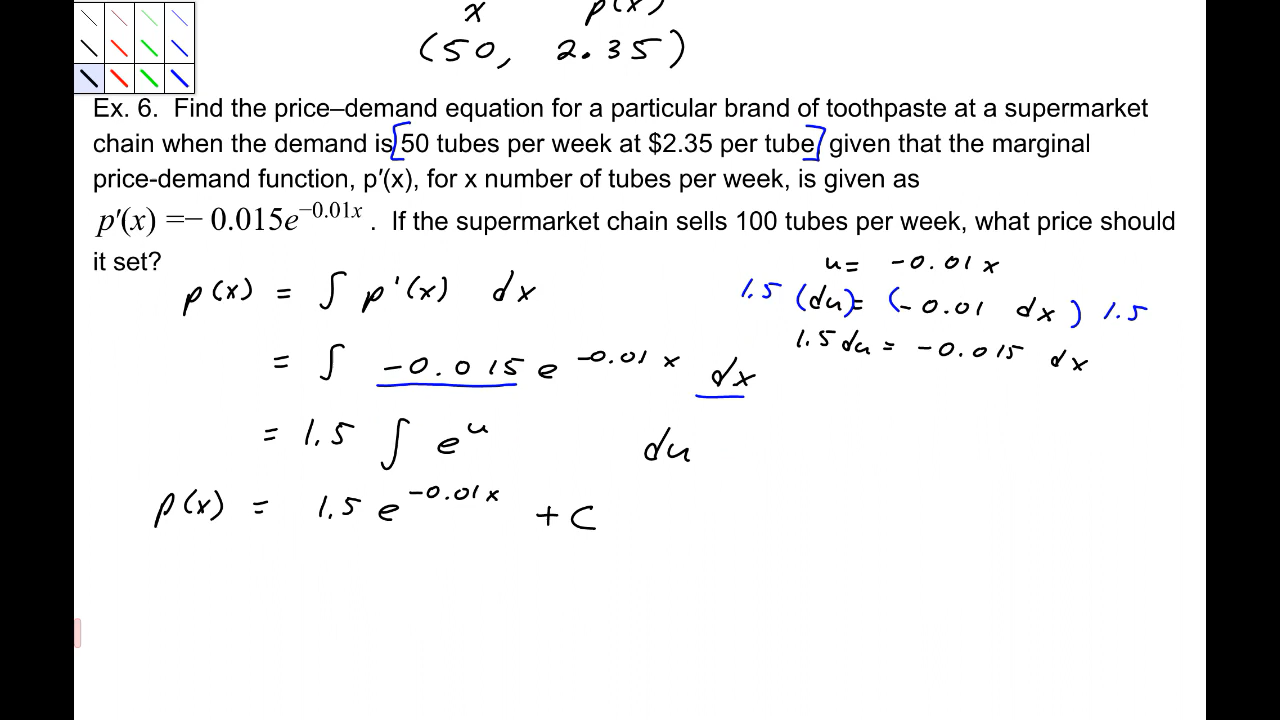 x p(x)
(50, 2.35)
Ex. 6. Find the price–demand equation for a particular brand of toothpaste at a supermarket
chain when the demand is [50 tubes per week at $2.35 per tube] given that the marginal
price-demand function, p′(x), for x number of tubes per week, is given as
p′(x) =− 0.015e^−0.01x . If the supermarket chain sells 100 tubes per week, what price should
it set?
u = -0.01x
p(x) = ∫ p'(x) dx
1.5 (du) = (-0.01 dx) 1.5
1.5 du = -0.015 dx
= ∫ -0.015 e^-0.01x dx
= 1.5 ∫ e^u du
p(x) = 1.5 e^-0.01x + C